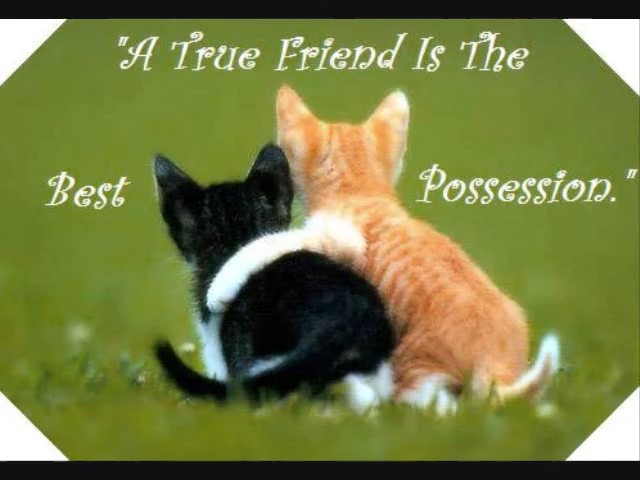 "A True Friend Is The
Best Possession."